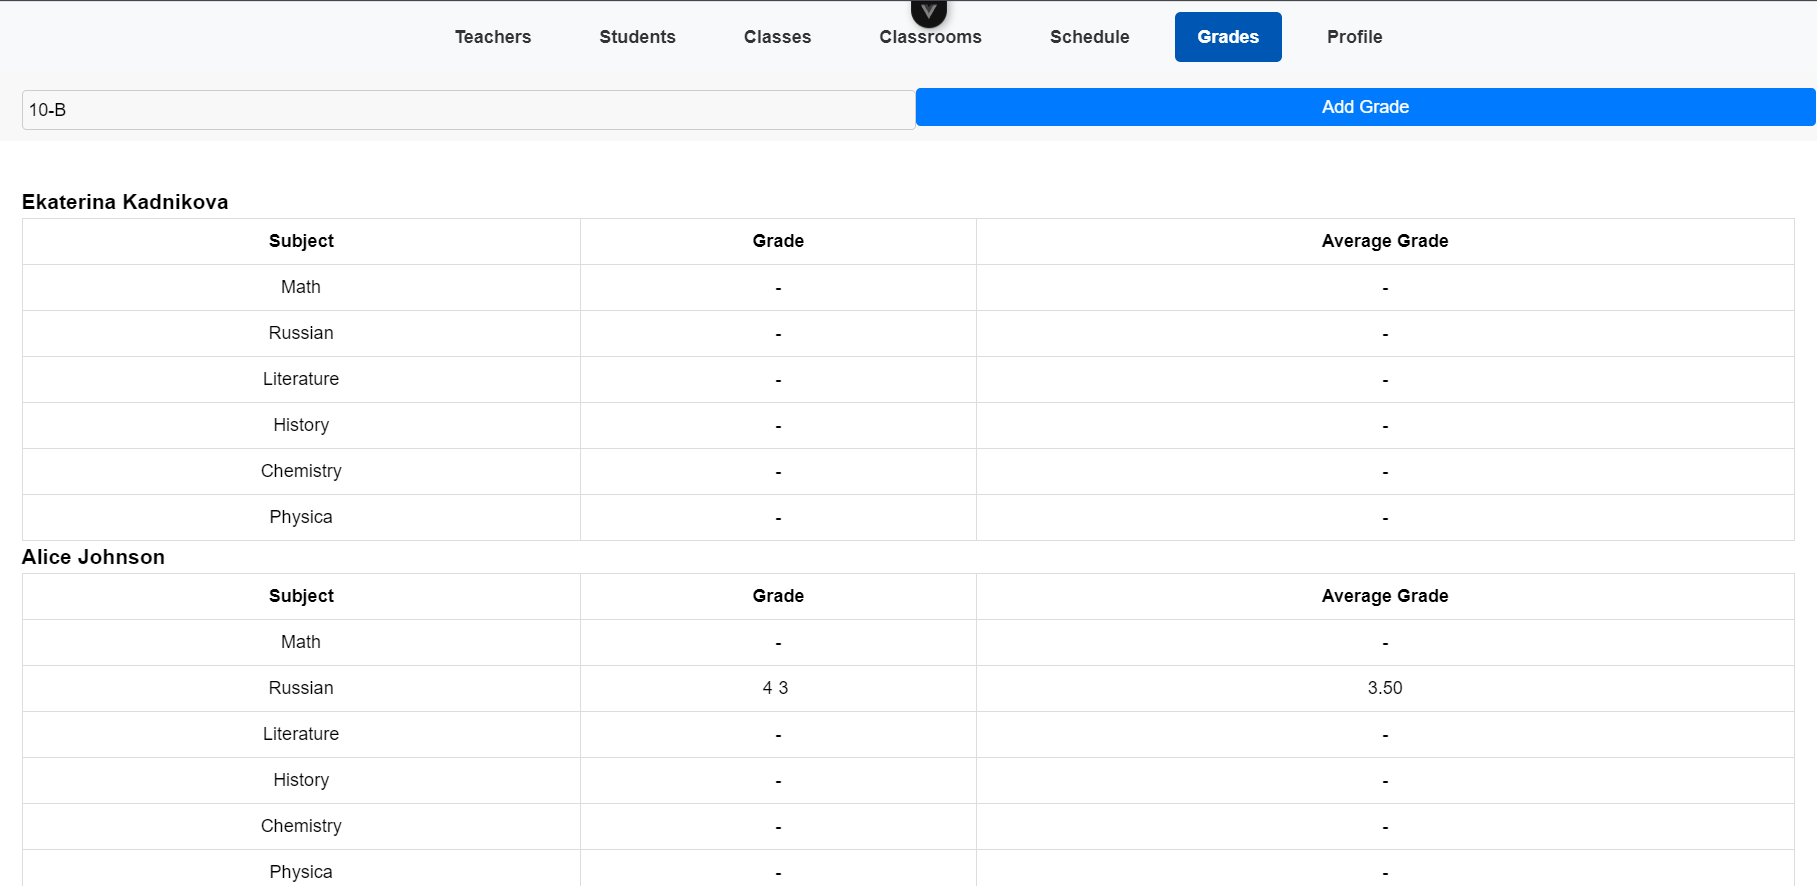 Teachers Students Classes Classrooms Schedule Grades Profile
10-B Add Grade
Ekaterina Kadnikova
Subject Grade Average Grade
Math - -
Russian - -
Literature - -
History - -
Chemistry - -
Physica - -
Alice Johnson
Subject Grade Average Grade
Math - -
Russian 4 3 3.50
Literature - -
History - -
Chemistry - -
Physica - -